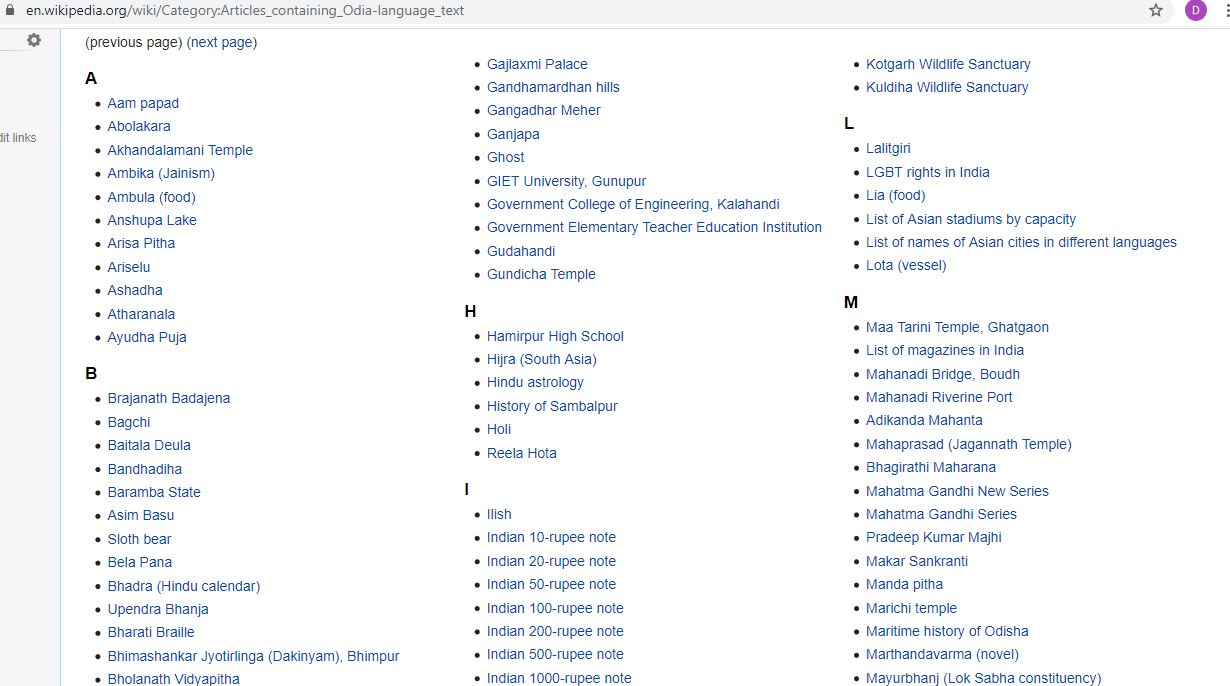 en.wikipedia.org/wiki/Category:Articles_containing_Odia-language_text
D
dit links
(previous page) (next page)
A
Aam papad
Abolakara
Akhandalamani Temple
Ambika (Jainism)
Ambula (food)
Anshupa Lake
Arisa Pitha
Ariselu
Ashadha
Atharanala
Ayudha Puja
B
Brajanath Badajena
Bagchi
Baitala Deula
Bandhadiha
Baramba State
Asim Basu
Sloth bear
Bela Pana
Bhadra (Hindu calendar)
Upendra Bhanja
Bharati Braille
Bhimashankar Jyotirlinga (Dakinyam), Bhimpur
Bholanath Vidyapitha
Gajlaxmi Palace
Gandhamardhan hills
Gangadhar Meher
Ganjapa
Ghost
GIET University, Gunupur
Government College of Engineering, Kalahandi
Government Elementary Teacher Education Institution
Gudahandi
Gundicha Temple
H
Hamirpur High School
Hijra (South Asia)
Hindu astrology
History of Sambalpur
Holi
Reela Hota
I
Ilish
Indian 10-rupee note
Indian 20-rupee note
Indian 50-rupee note
Indian 100-rupee note
Indian 200-rupee note
Indian 500-rupee note
Indian 1000-rupee note
Kotgarh Wildlife Sanctuary
Kuldiha Wildlife Sanctuary
L
Lalitgiri
LGBT rights in India
Lia (food)
List of Asian stadiums by capacity
List of names of Asian cities in different languages
Lota (vessel)
M
Maa Tarini Temple, Ghatgaon
List of magazines in India
Mahanadi Bridge, Boudh
Mahanadi Riverine Port
Adikanda Mahanta
Mahaprasad (Jagannath Temple)
Bhagirathi Maharana
Mahatma Gandhi New Series
Mahatma Gandhi Series
Pradeep Kumar Majhi
Makar Sankranti
Manda pitha
Marichi temple
Maritime history of Odisha
Marthandavarma (novel)
Mayurbhanj (Lok Sabha constituency)